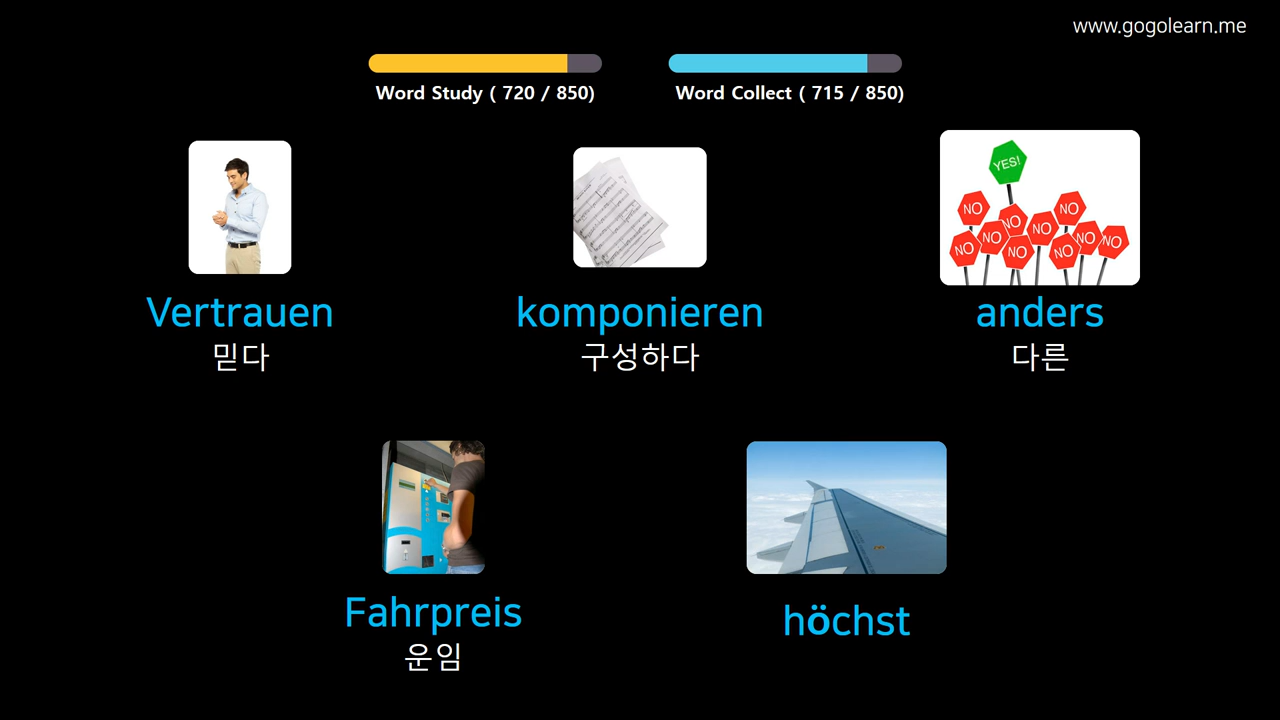 www.gogolearn.me
Word Study ( 720 / 850)
Word Collect ( 715 / 850)
YES!
NO
NO
NO
NO
NO
NO
NO
NO
NO
NO
Vertrauen
믿다
komponieren
구성하다
anders
다른
Fahrpreis
운임
höchst